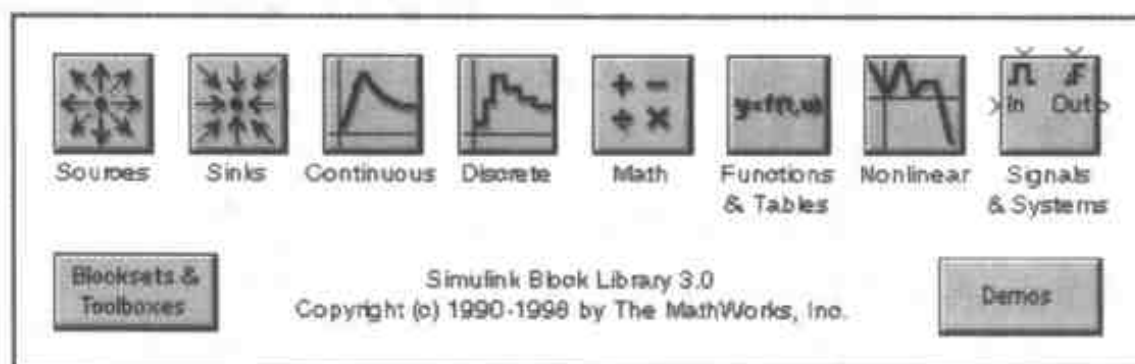 y=f(t,u)
In Out
Sources Sinks Continuous Discrete Math Functions & Tables Nonlinear Signals & Systems
Blocksets & Toolboxes
Simulink Block Library 3.0
Copyright (c) 1990-1998 by The MathWorks, Inc.
Demos